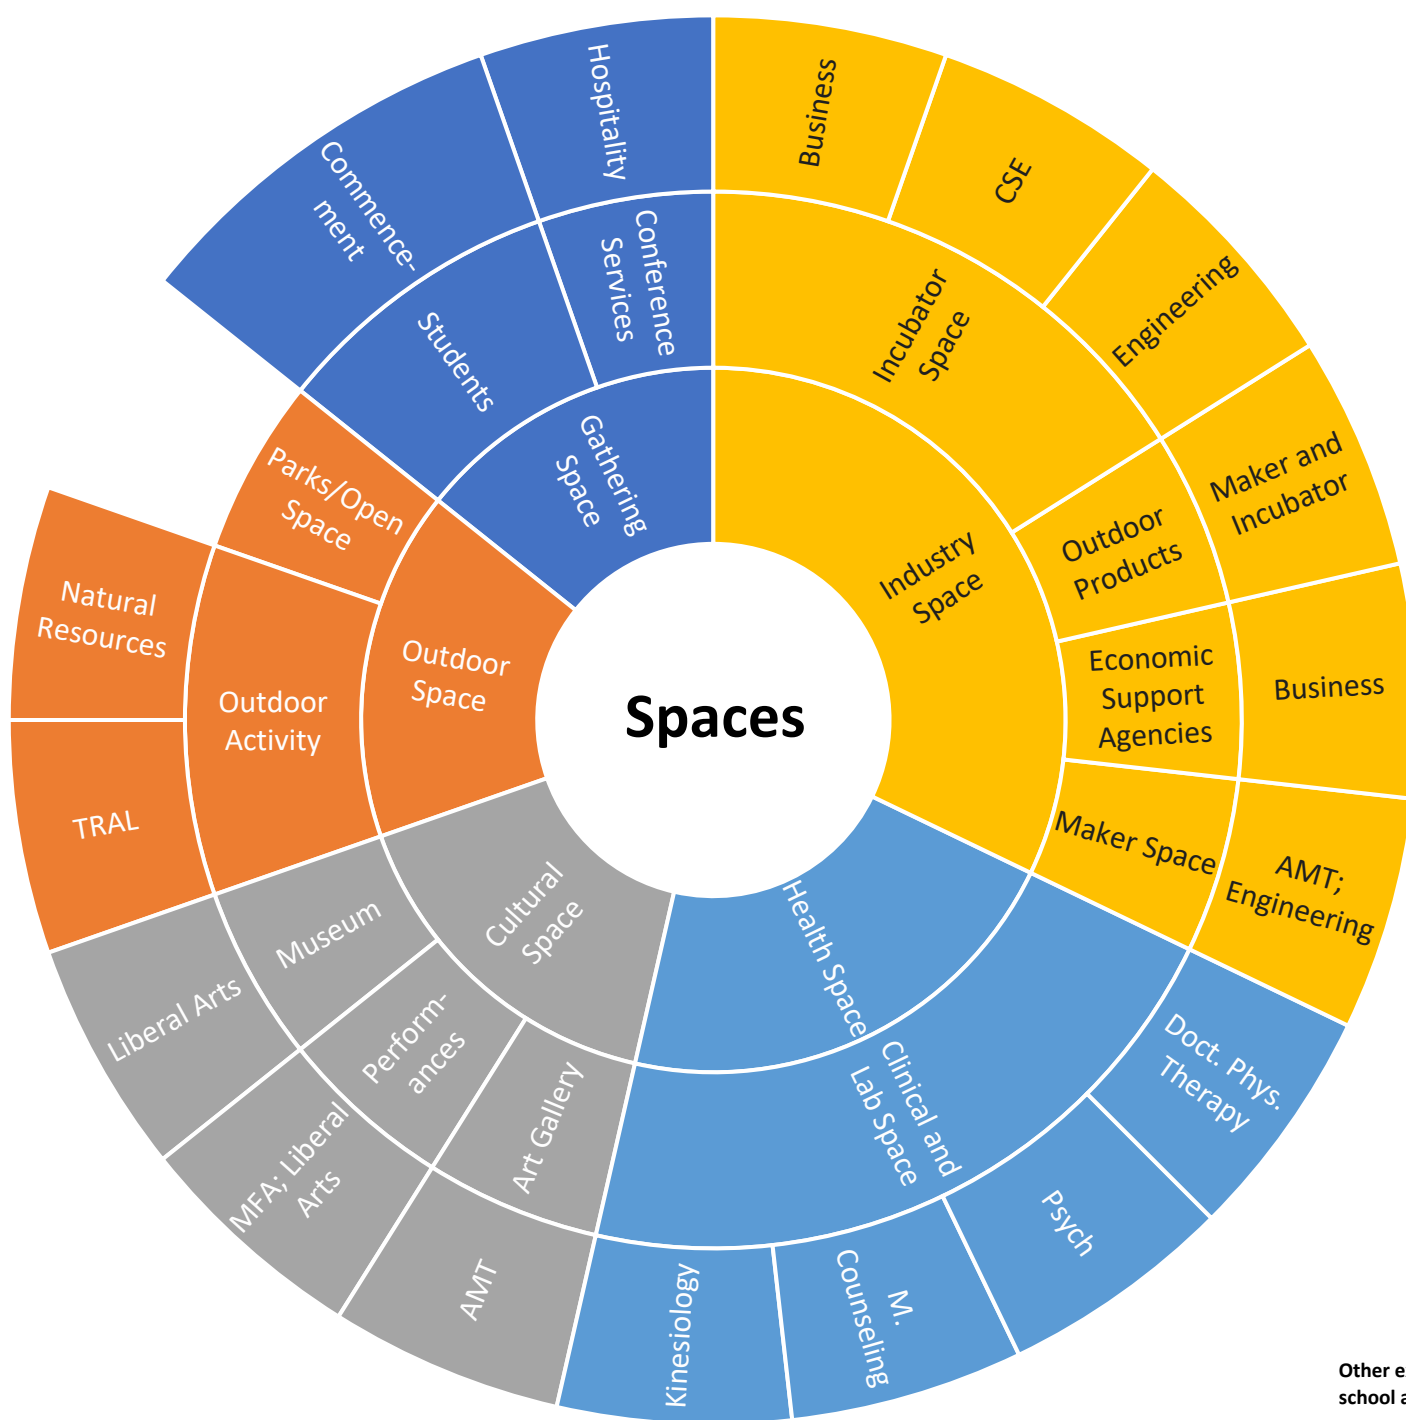 Spaces
Industry
Space
Incubator
Space
Business
CSE
Engineering
Outdoor
Products
Maker and
Incubator
Economic
Support
Agencies
Business
Maker Space
AMT;
Engineering
Health Space
Clinical and
Lab Space
Doct. Phys.
Therapy
Psych
M.
Counseling
Kinesiology
Cultural
Space
Art Gallery
AMT
Perform-
ances
MFA; Liberal
Arts
Museum
Liberal Arts
Outdoor
Space
Outdoor
Activity
TRAL
Natural
Resources
Parks/Open
Space
Gathering
Space
Students
Commence-
ment
Conference
Services
Hospitality
Other
school